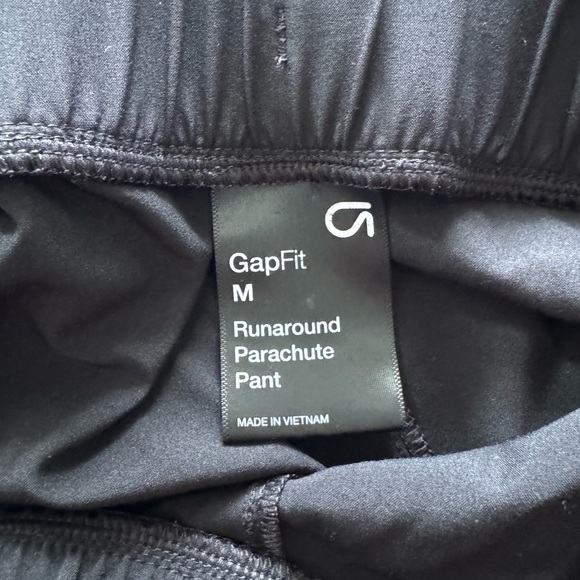 GapFit
M
Runaround
Parachute
Pant
MADE IN VIETNAM